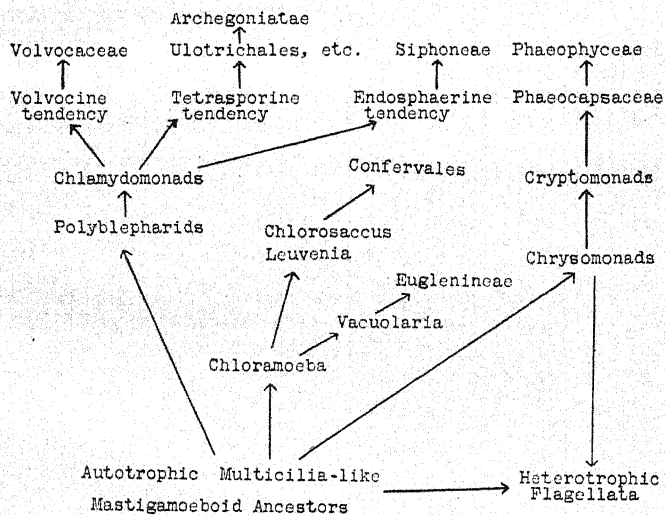 Archegoniatae
Volvocaceae Ulotrichales, etc. Siphoneae Phaeophyceae
Volvocine tendency
Tetrasporine tendency
Endosphaerine tendency
Phaeocapsaceae
Confervales
Chlamydomonads
Cryptomonads
Polyblepharids
Chlorosaccus
Leuvenia
Chrysomonads
Euglenineae
Vacuolaria
Chloramoeba
Autotrophic Multicilia-like
Mastigamoeboid Ancestors
Heterotrophic
Flagellata